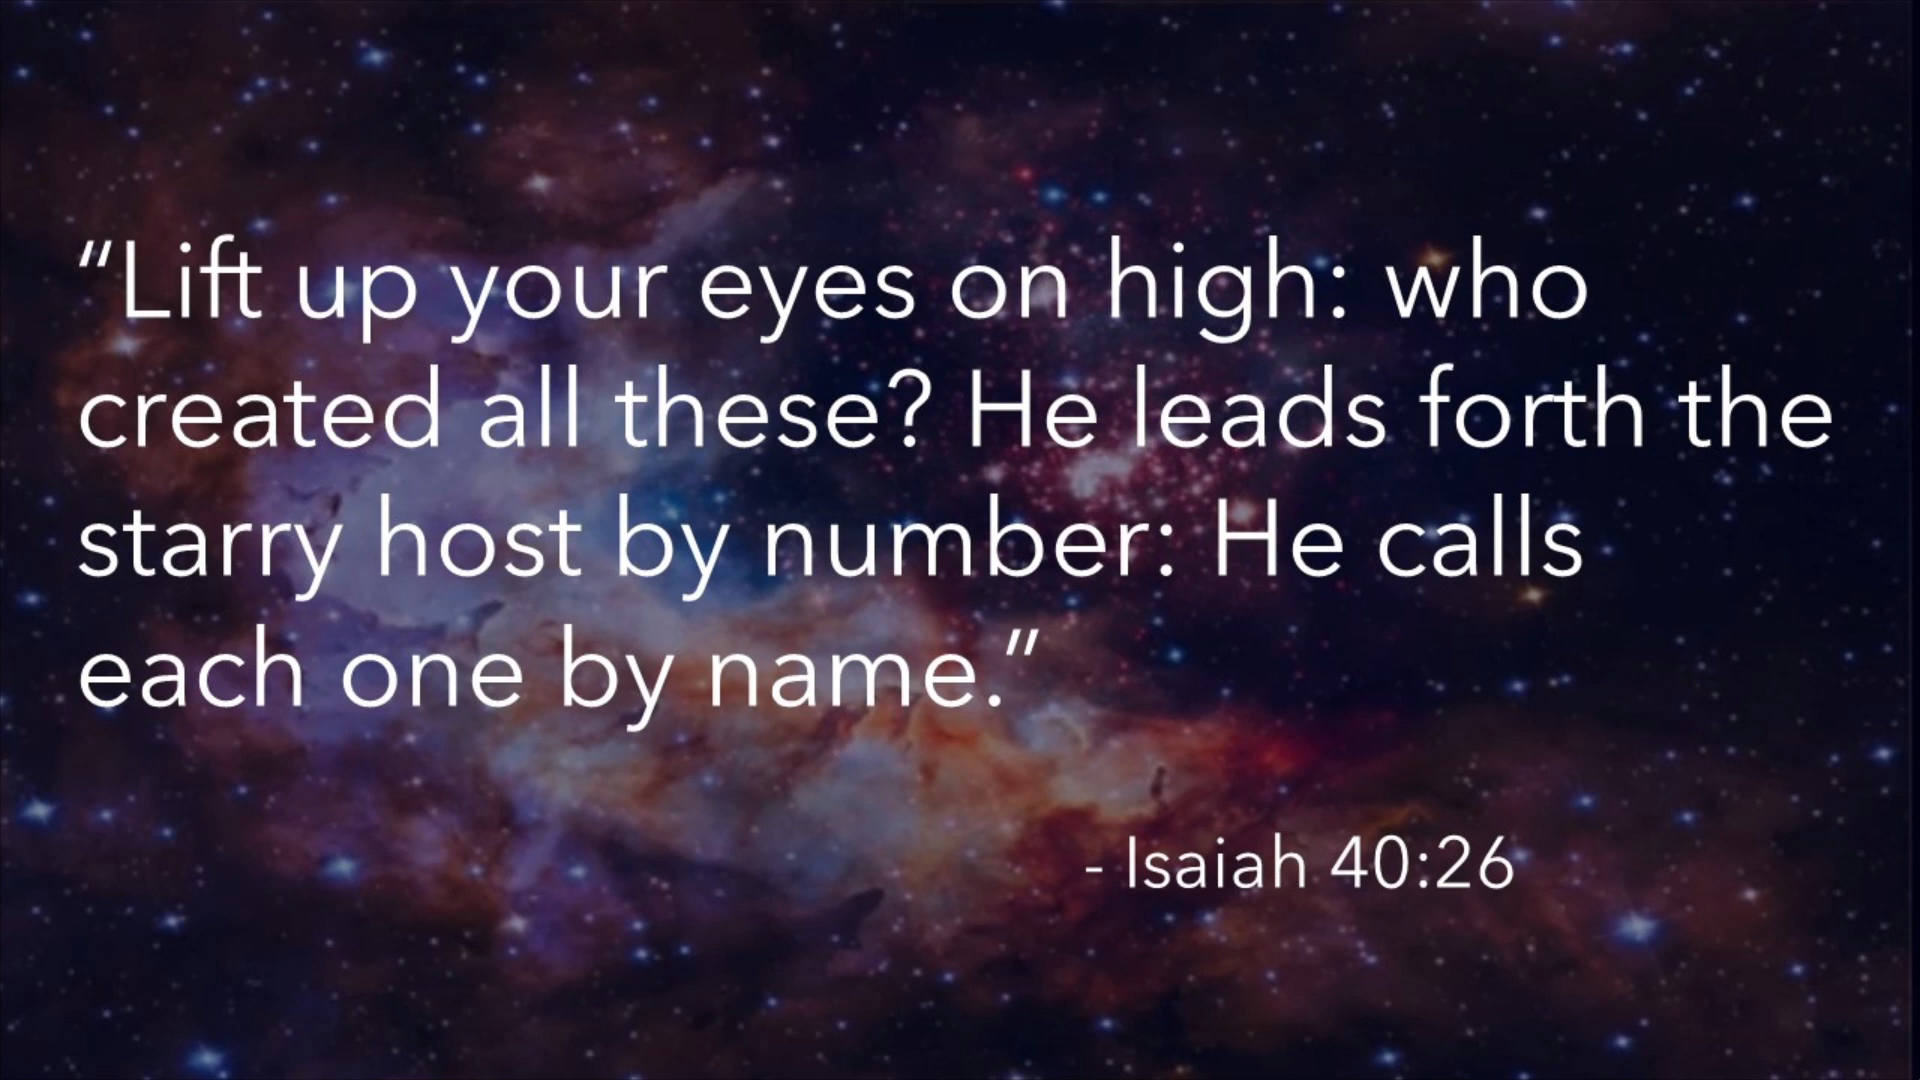 “Lift up your eyes on high: who
created all these? He leads forth the
starry host by number: He calls
each one by name.”
- Isaiah 40:26